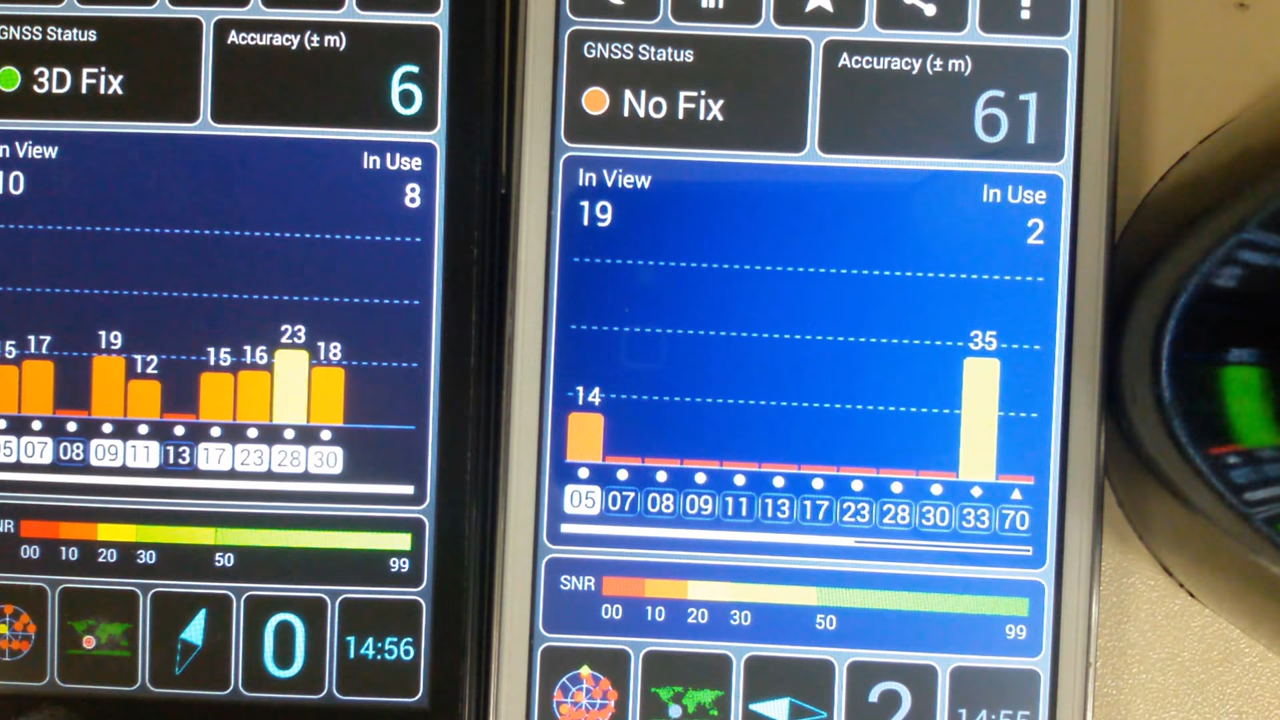 GNSS Status
3D Fix
Accuracy (± m)
6
In View
10
In Use
8
17 19 12 15 16 23 18
07 08 09 11 13 17 23 28 30
00 10 20 30 50 99
0
14:56
GNSS Status
No Fix
Accuracy (± m)
61
In View
19
In Use
2
14 35
05 07 08 09 11 13 17 23 28 30 33 70
SNR
00 10 20 30 50 99
2
14:55